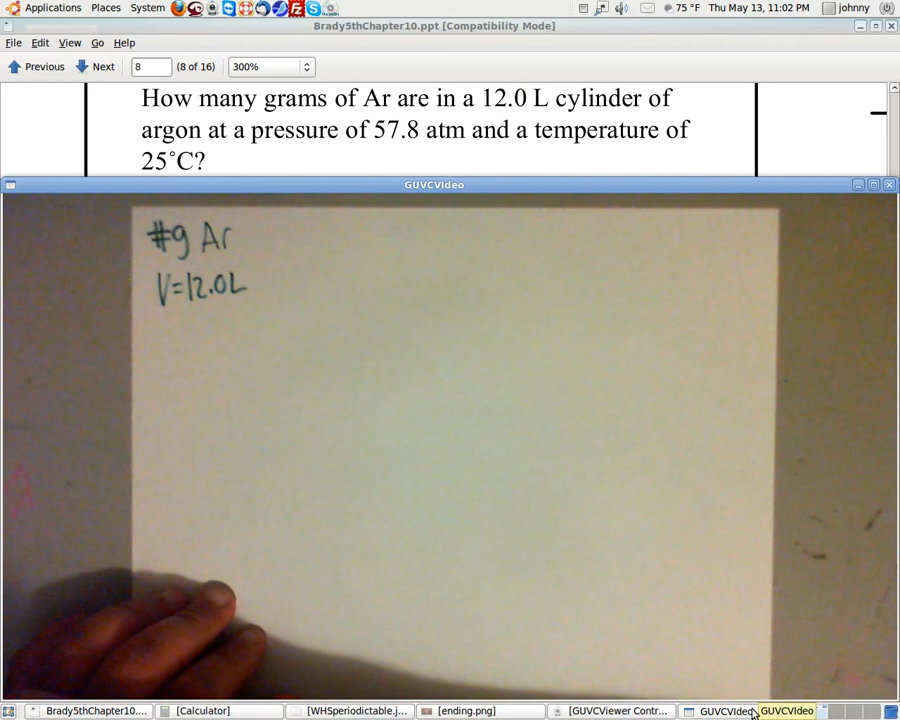 Applications Places System 75 °F Thu May 13, 11:02 PM johnny
Brady5thChapter10.ppt [Compatibility Mode]
File Edit View Go Help
Previous Next 8 (8 of 16) 300%
How many grams of Ar are in a 12.0 L cylinder of
argon at a pressure of 57.8 atm and a temperature of
25°C?
GUVCVideo
#g Ar
V=12.0L
Brady5thChapter10.... [Calculator] [WHSperiodictable.j... [ending.png] [GUVCViewer Contr... GUVCVideo GUVCVideo